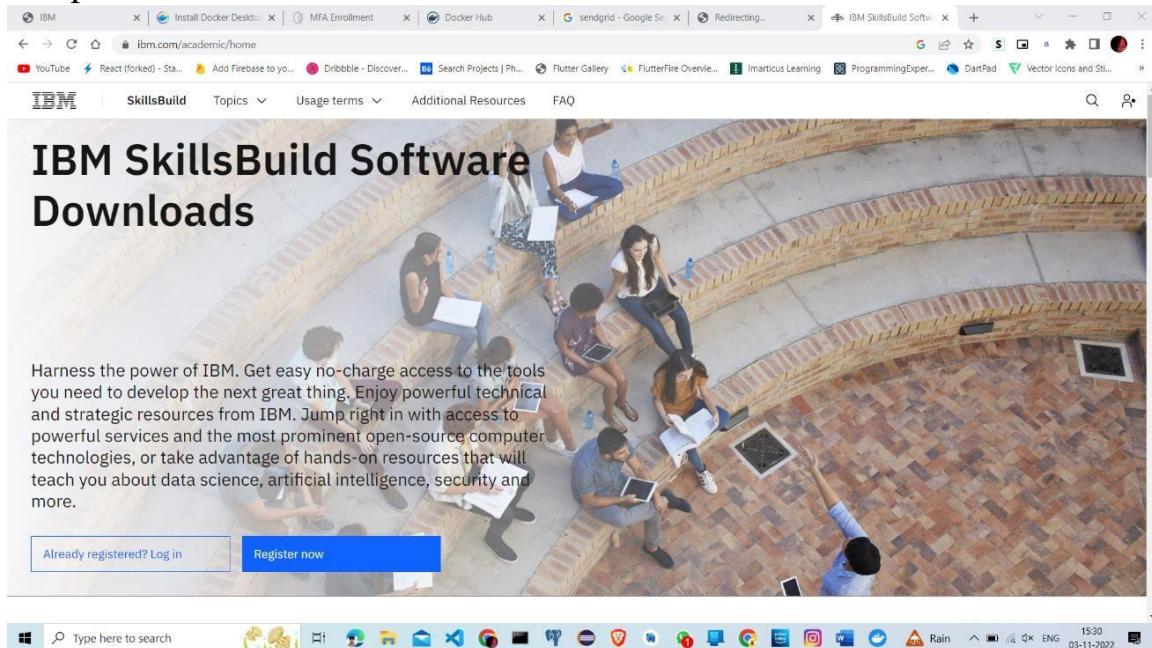 IBM
Install Docker Deskto
MFA Enrollment
Docker Hub
sendgrid - Google Se
Redirecting...
IBM SkillsBuild Softw
ibm.com/academic/home
YouTube
React (forked) - Sta...
Add Firebase to yo...
Dribbble - Discover...
Search Projects | Ph...
Flutter Gallery
FlutterFire Overvie...
Imarticus Learning
ProgrammingExper...
DartPad
Vector Icons and Sti...
IBM SkillsBuild Topics Usage terms Additional Resources FAQ
IBM SkillsBuild Software
Downloads
Harness the power of IBM. Get easy no-charge access to the tools
you need to develop the next great thing. Enjoy powerful technical
and strategic resources from IBM. Jump right in with access to
powerful services and the most prominent open-source computer
technologies, or take advantage of hands-on resources that will
teach you about data science, artificial intelligence, security and
more.
Already registered? Log in
Register now
Type here to search
Rain
ENG
15:30
03-11-2022